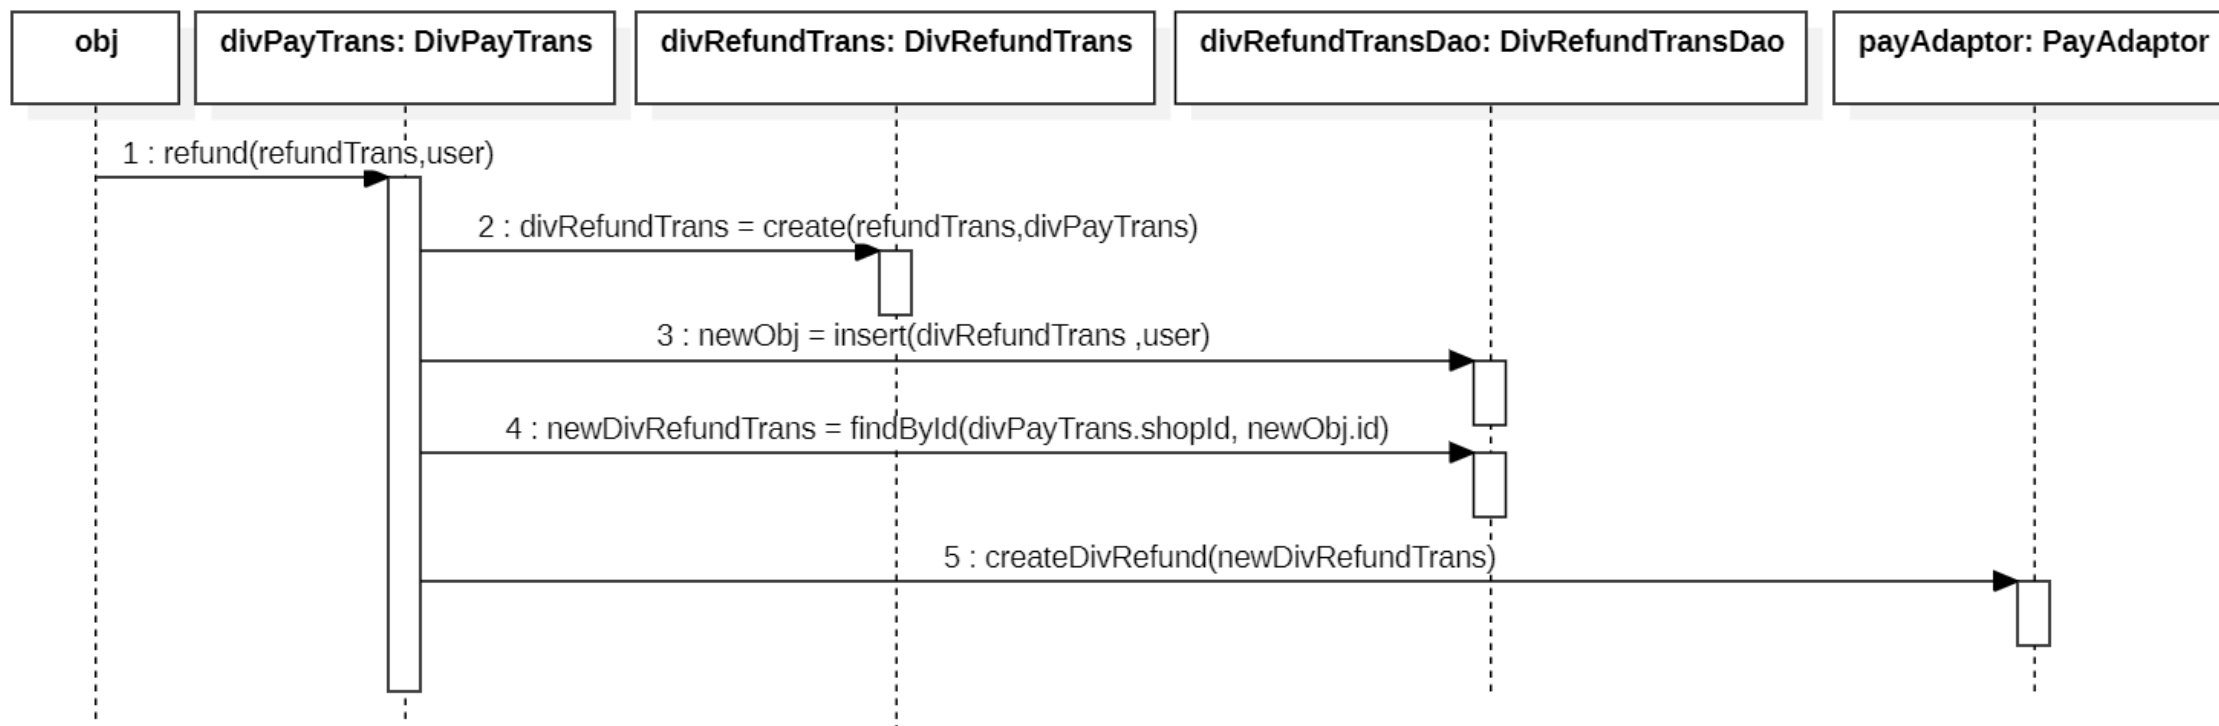 obj
divPayTrans: DivPayTrans
divRefundTrans: DivRefundTrans
divRefundTransDao: DivRefundTransDao
payAdaptor: PayAdaptor
1 : refund(refundTrans,user)
2 : divRefundTrans = create(refundTrans,divPayTrans)
3 : newObj = insert(divRefundTrans ,user)
4 : newDivRefundTrans = findById(divPayTrans.shopId, newObj.id)
5 : createDivRefund(newDivRefundTrans)